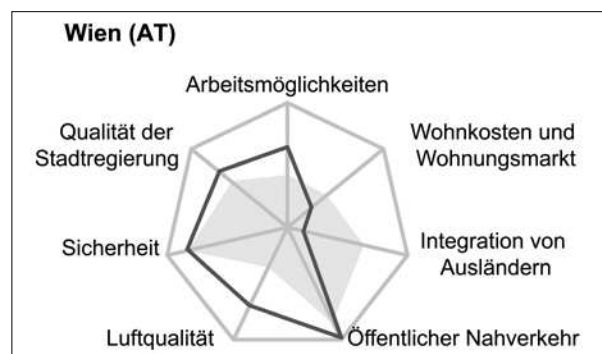 Wien (AT)
Arbeitsmöglichkeiten
Qualität der
Stadtregierung
Wohnkosten und
Wohnungsmarkt
Sicherheit
Integration von
Ausländern
Luftqualität
Öffentlicher Nahverkehr